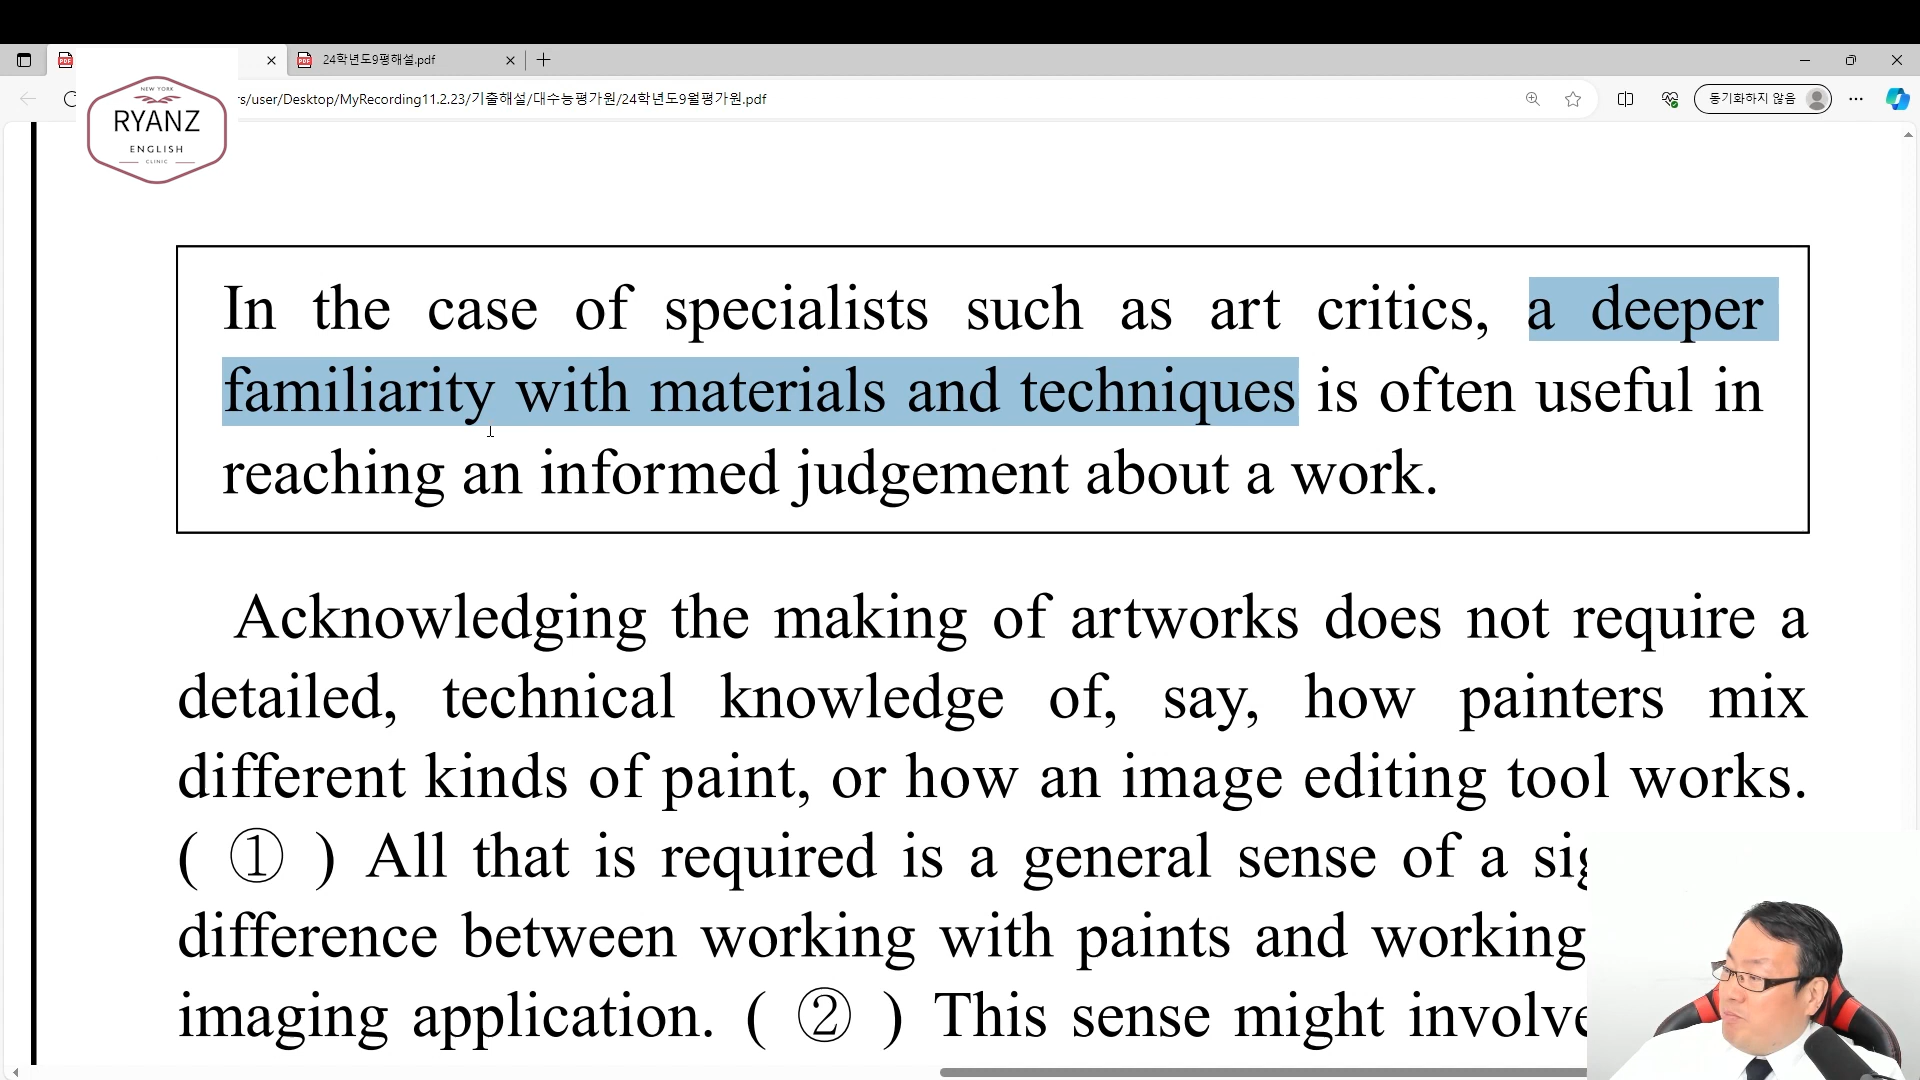 24학년도9평해설.pdf
rs/user/Desktop/MyRecording11.2.23/기출해설/대수능평가원/24학년도9월평가원.pdf
동기화하지 않음
NEW YORK
RYANZ
ENGLISH
CLINIC
In the case of specialists such as art critics, a deeper
familiarity with materials and techniques is often useful in
reaching an informed judgement about a work.
Acknowledging the making of artworks does not require a
detailed, technical knowledge of, say, how painters mix
different kinds of paint, or how an image editing tool works.
( ① ) All that is required is a general sense of a sig
difference between working with paints and working
imaging application. ( ② ) This sense might involve